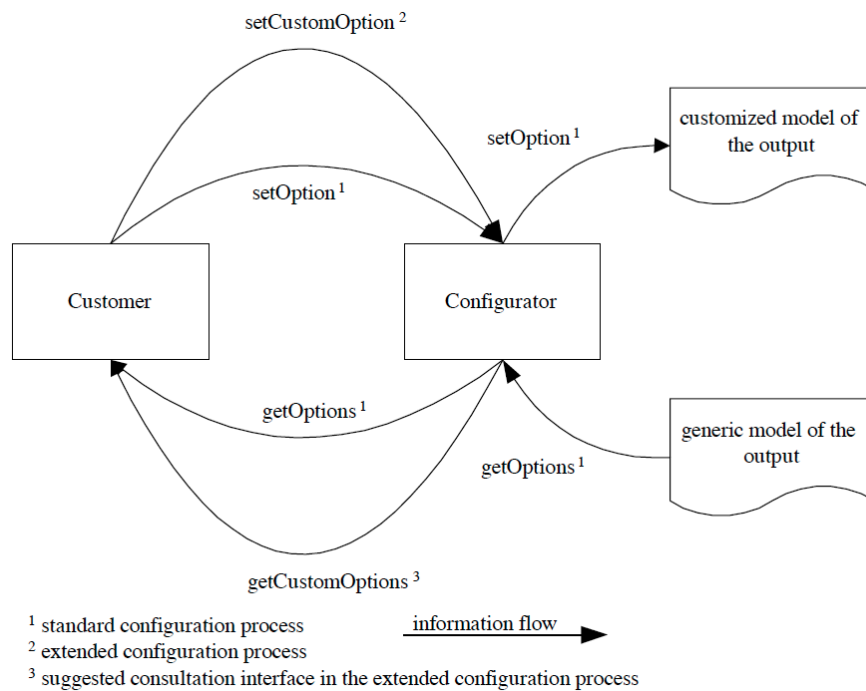 setCustomOption 2
customized model of
the output
setOption 1
setOption 1
Customer
Configurator
getOptions 1
generic model of the
output
getOptions 1
getCustomOptions 3
1 standard configuration process
information flow
2 extended configuration process
3 suggested consultation interface in the extended configuration process